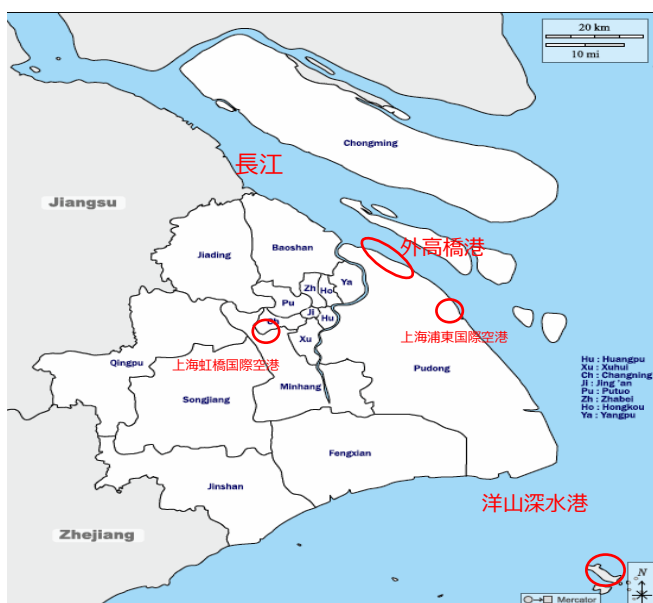 20 km
10 mi
Chongming
長江
Jiangsu
Baoshan
外高橋港
Jiading
Zh
Ho
Ya
Pu
Ji
Hu
Ch
Xu
上海浦東国際空港
上海虹橋国際空港
Qingpu
Pudong
Minhang
Songjiang
Hu : Huangpu
Xu : Xuhui
Ch : Changning
Ji : Jing 'an
Pu : Putuo
Zh : Zhabei
Ho : Hongkou
Ya : Yangpu
Fengxian
Jinshan
洋山深水港
Zhejiang
N
Mercator